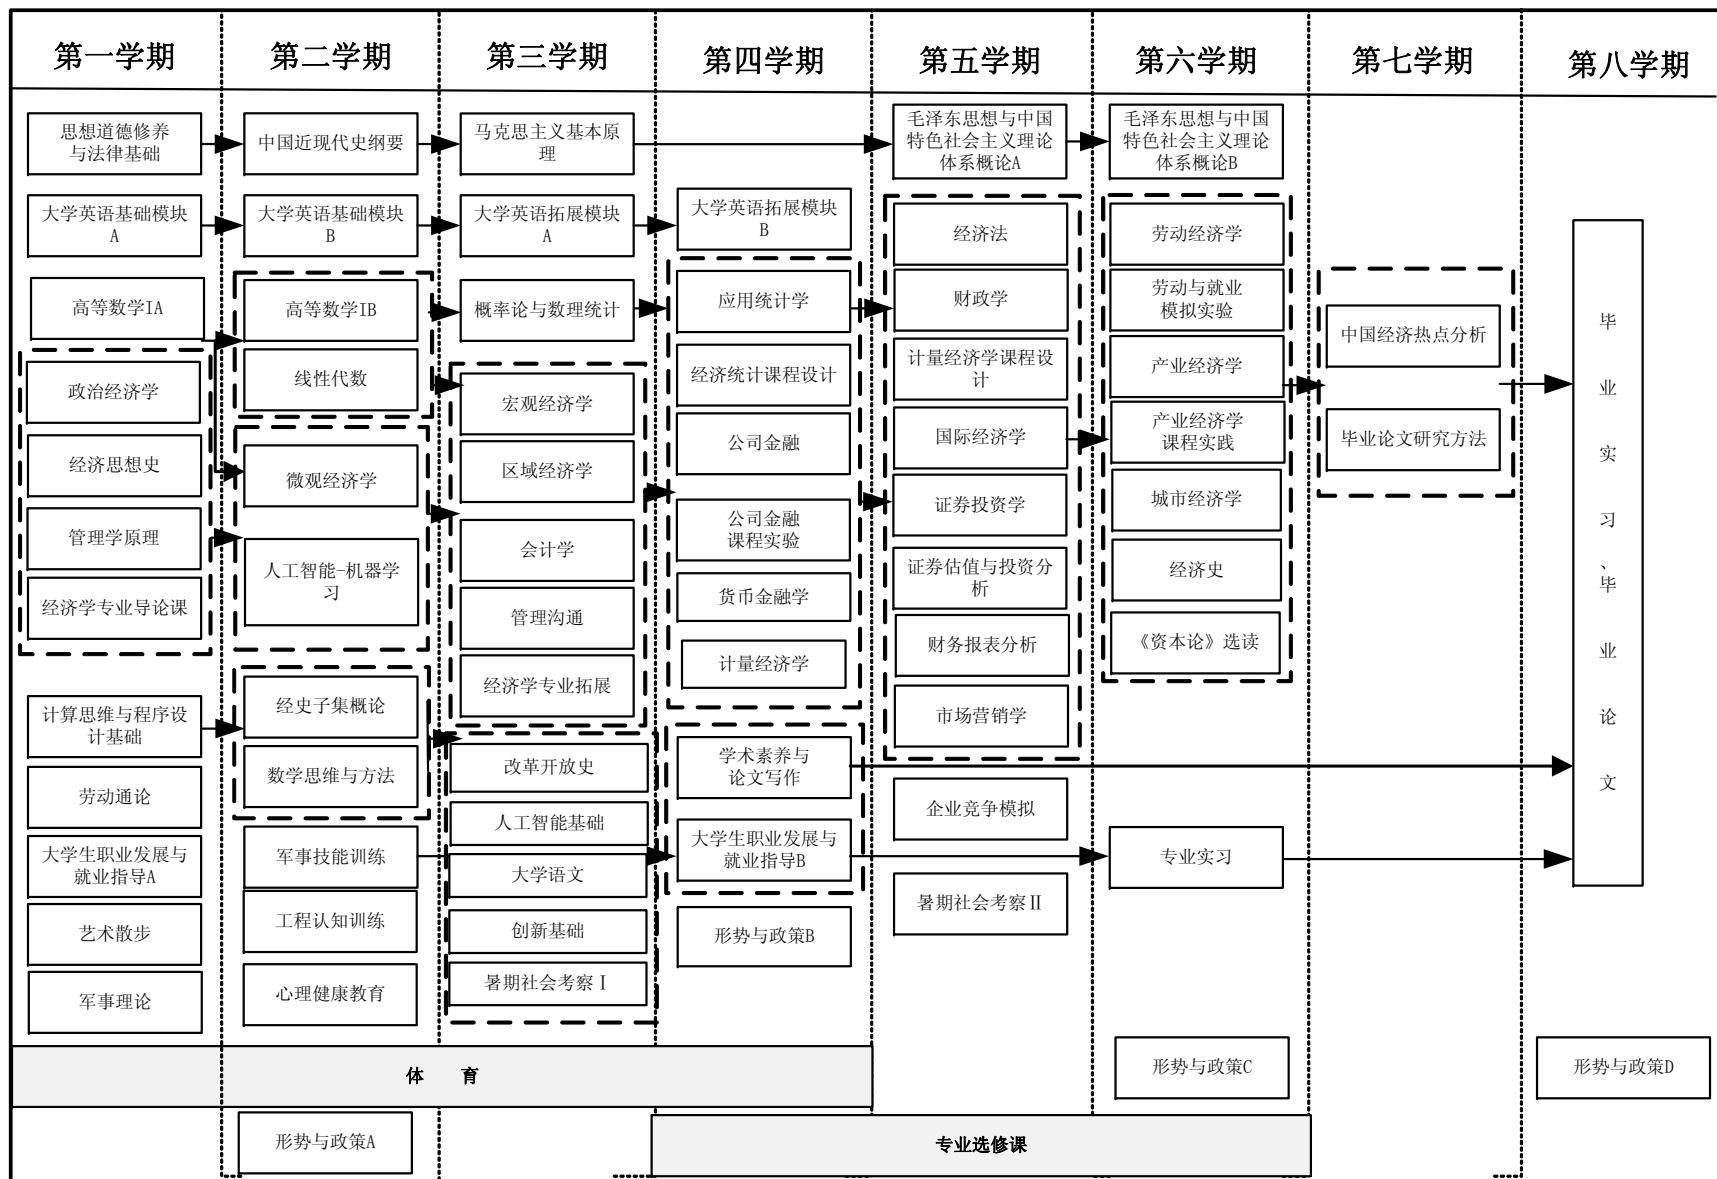 第一学期
第二学期
第三学期
第四学期
第五学期
第六学期
第七学期
第八学期
思想道德修养
与法律基础
大学英语基础模块
A
高等数学IA
政治经济学
经济思想史
管理学原理
经济学专业导论课
计算思维与程序设
计基础
劳动通论
大学生职业发展与
就业指导A
艺术散步
军事理论
中国近现代史纲要
大学英语基础模块
B
高等数学IB
线性代数
微观经济学
人工智能-机器学
习
经史子集概论
数学思维与方法
军事技能训练
工程认知训练
心理健康教育
马克思主义基本原
理
大学英语拓展模块
A
概率论与数理统计
宏观经济学
区域经济学
会计学
管理沟通
经济学专业拓展
改革开放史
人工智能基础
大学语文
创新基础
暑期社会考察Ⅰ
大学英语拓展模块
B
应用统计学
经济统计课程设计
公司金融
公司金融
课程实验
货币金融学
计量经济学
学术素养与
论文写作
大学生职业发展与
就业指导B
形势与政策B
毛泽东思想与中国
特色社会主义理论
体系概论A
经济法
财政学
计量经济学课程设
计
国际经济学
证券投资学
证券估值与投资分
析
财务报表分析
市场营销学
企业竞争模拟
暑期社会考察Ⅱ
毛泽东思想与中国
特色社会主义理论
体系概论B
劳动经济学
劳动与就业
模拟实验
产业经济学
产业经济学
课程实践
城市经济学
经济史
《资本论》选读
专业实习
形势与政策C
中国经济热点分析
毕业论文研究方法
毕
业
实
习
、
毕
业
论
文
形势与政策D
体 育
形势与政策A
专业选修课